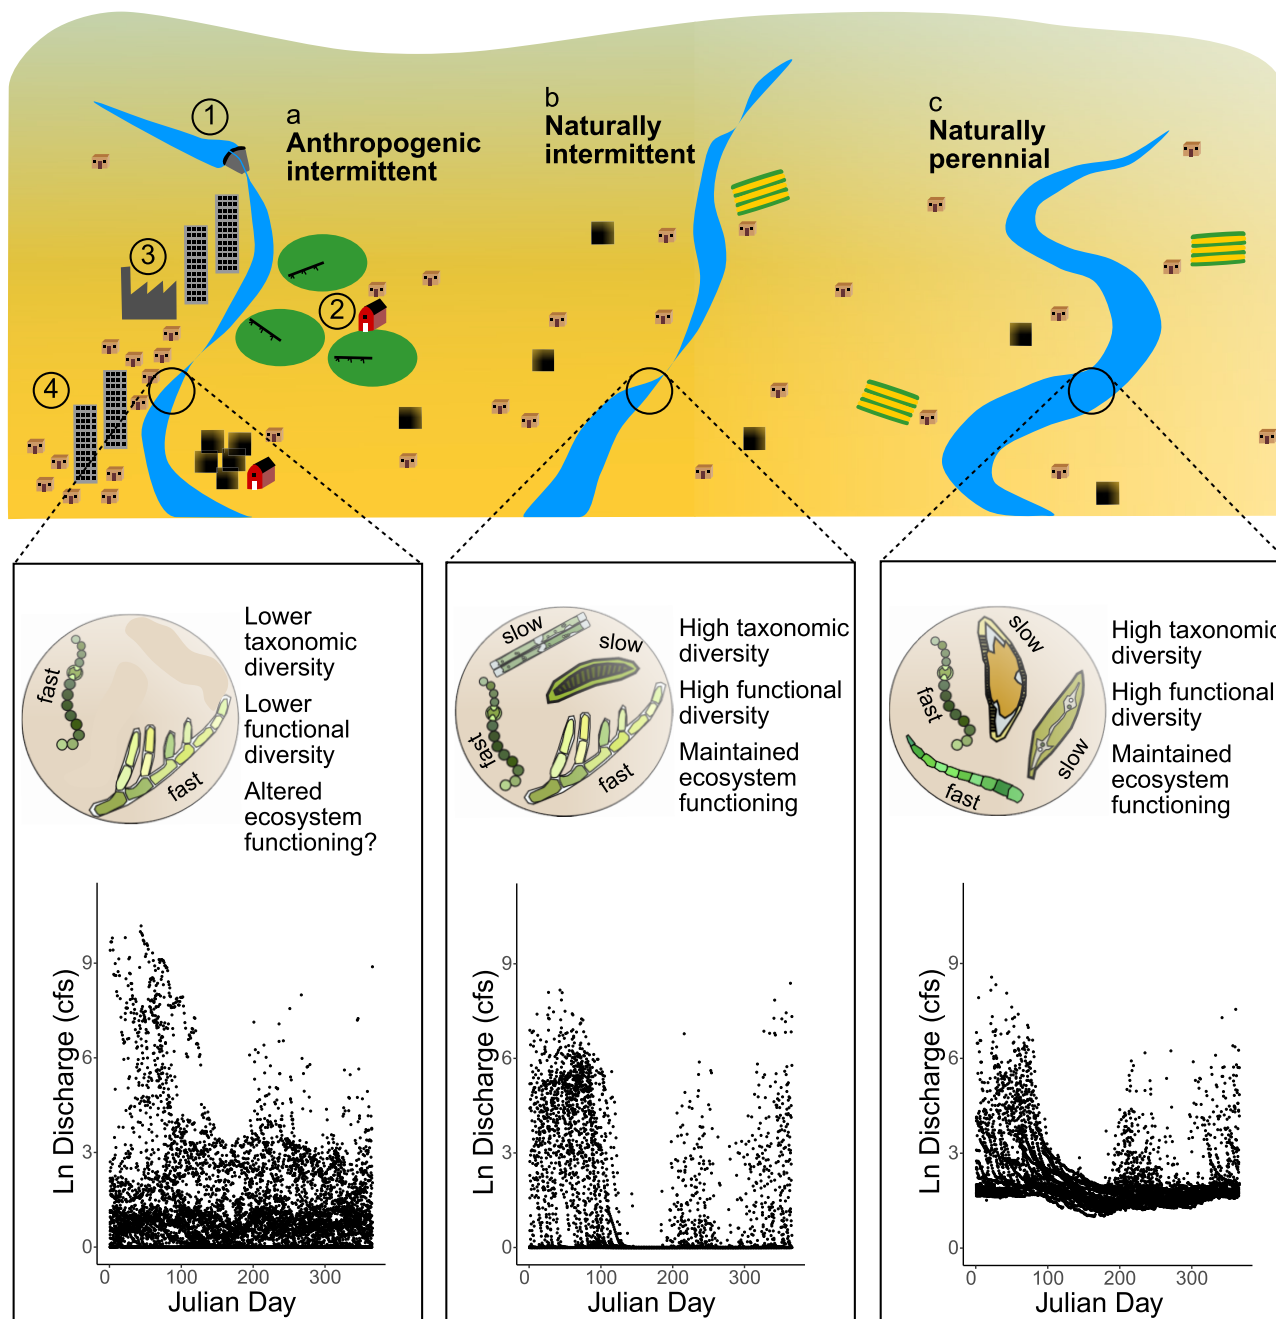 1
a
Anthropogenic
intermittent
b
Naturally
intermittent
c
Naturally
perennial
3
2
4
fast
fast
Lower
taxonomic
diversity
Lower
functional
diversity
Altered
ecosystem
functioning?
slow
slow
fast
fast
High taxonomic
diversity
High functional
diversity
Maintained
ecosystem
functioning
slow
fast
slow
fast
High taxonomic
diversity
High functional
diversity
Maintained
ecosystem
functioning
Ln Discharge (cfs)
9
6
3
0
0 100 200 300
Julian Day
Ln Discharge (cfs)
9
6
3
0
0 100 200 300
Julian Day
Ln Discharge (cfs)
9
6
3
0
0 100 200 300
Julian Day